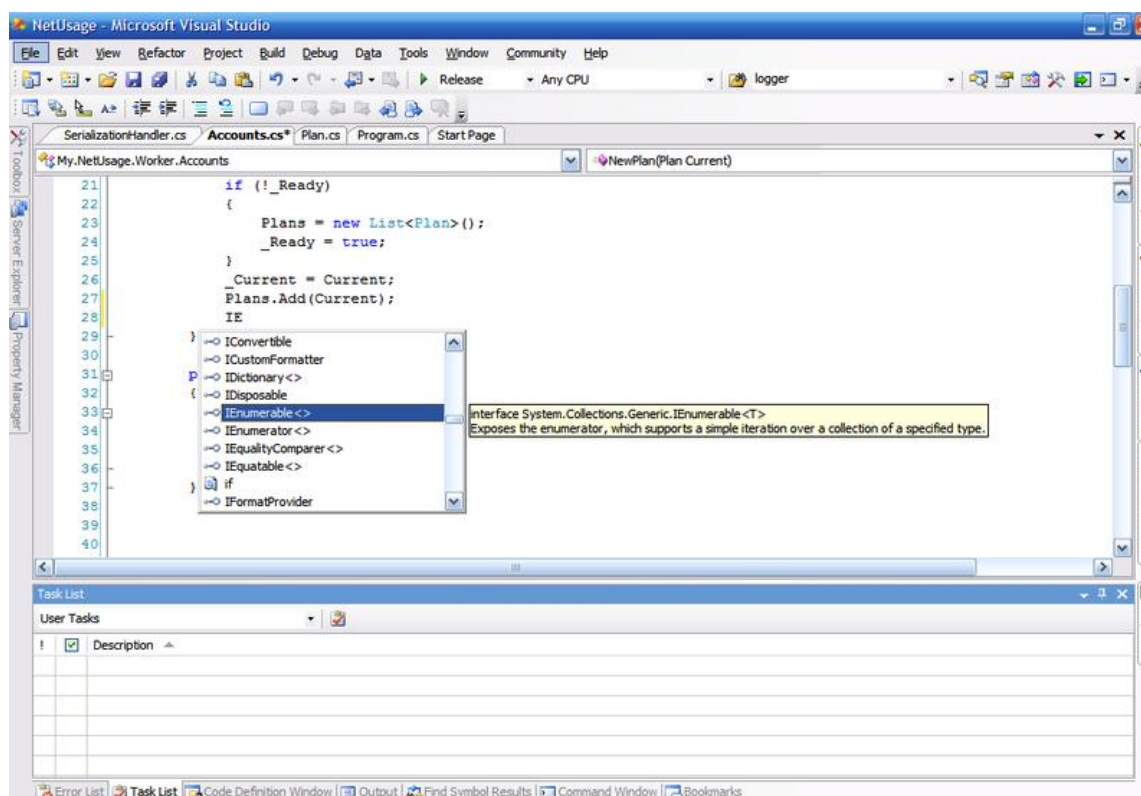 NetUsage - Microsoft Visual Studio
File Edit View Refactor Project Build Debug Data Tools Window Community Help
Release Any CPU logger
SerializationHandler.cs Accounts.cs* Plan.cs Program.cs Start Page
My.NetUsage.Worker.Accounts NewPlan(Plan Current)
Toolbox
Server Explorer
Property Manager
21 if (!_Ready)
22 {
23 Plans = new List<Plan>();
24 _Ready = true;
25 }
26 _Current = Current;
27 Plans.Add(Current);
28 IE
29 }
30
31 p
32 {
33
34
35
36
37 }
38
39
40
IConvertible
ICustomFormatter
IDictionary<>
IDisposable
IEnumerable<>
IEnumerator<>
IEqualityComparer<>
IEquatable<>
if
IFormatProvider
interface System.Collections.Generic.IEnumerable<T>
Exposes the enumerator, which supports a simple iteration over a collection of a specified type.
Task List
User Tasks
! Description
Error List Task List Code Definition Window Output Find Symbol Results Command Window Bookmarks